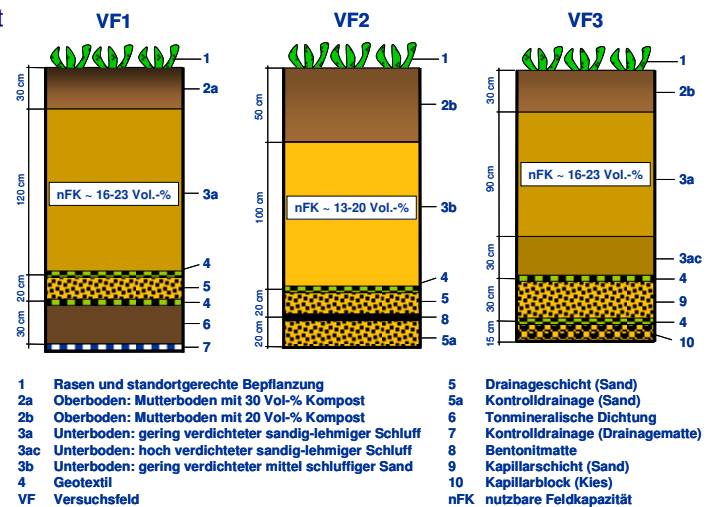 t
VF1
VF2
VF3
30 cm
120 cm
20 cm
30 cm
nFK ~ 16-23 Vol.-%
1
2a
3a
4
5
4
6
7
50 cm
100 cm
20 cm
20 cm
nFK ~ 13-20 Vol.-%
1
2b
3b
4
5
8
5a
30 cm
90 cm
30 cm
30 cm
15 cm
nFK ~ 16-23 Vol.-%
1
2b
3a
3ac
4
9
4
10
1 Rasen und standortgerechte Bepflanzung
2a Oberboden: Mutterboden mit 30 Vol-% Kompost
2b Oberboden: Mutterboden mit 20 Vol-% Kompost
3a Unterboden: gering verdichteter sandig-lehmiger Schluff
3ac Unterboden: hoch verdichteter sandig-lehmiger Schluff
3b Unterboden: gering verdichteter mittel schluffiger Sand
4 Geotextil
VF Versuchsfeld
5 Drainageschicht (Sand)
5a Kontrolldrainage (Sand)
6 Tonmineralische Dichtung
7 Kontrolldrainage (Drainagematte)
8 Bentonitmatte
9 Kapillarschicht (Sand)
10 Kapillarblock (Kies)
nFK nutzbare Feldkapazität